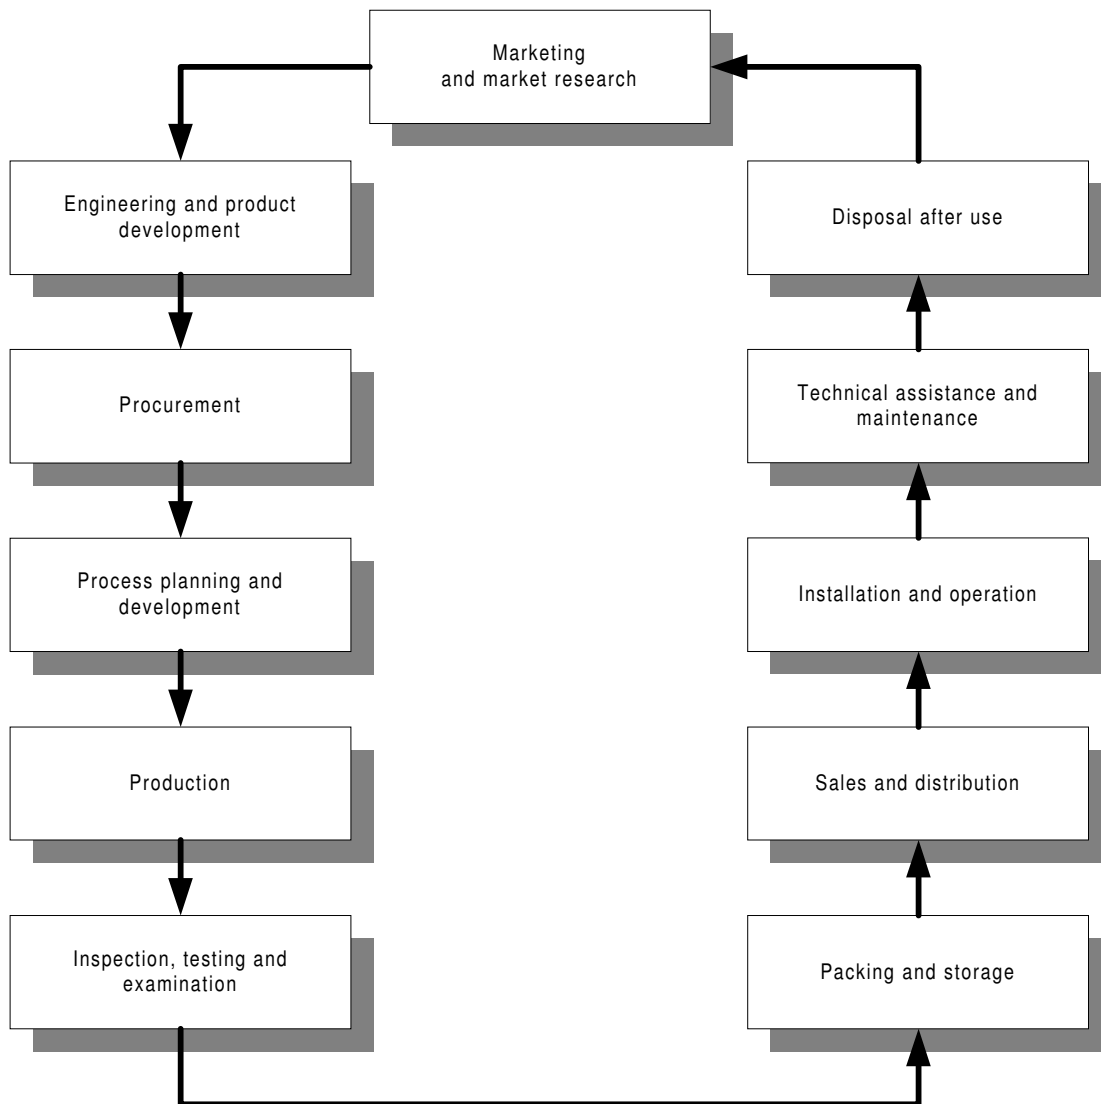 Marketing
and market research
Engineering and product
development
Procurement
Process planning and
development
Production
Inspection, testing and
examination
Packing and storage
Sales and distribution
Installation and operation
Technical assistance and
maintenance
Disposal after use